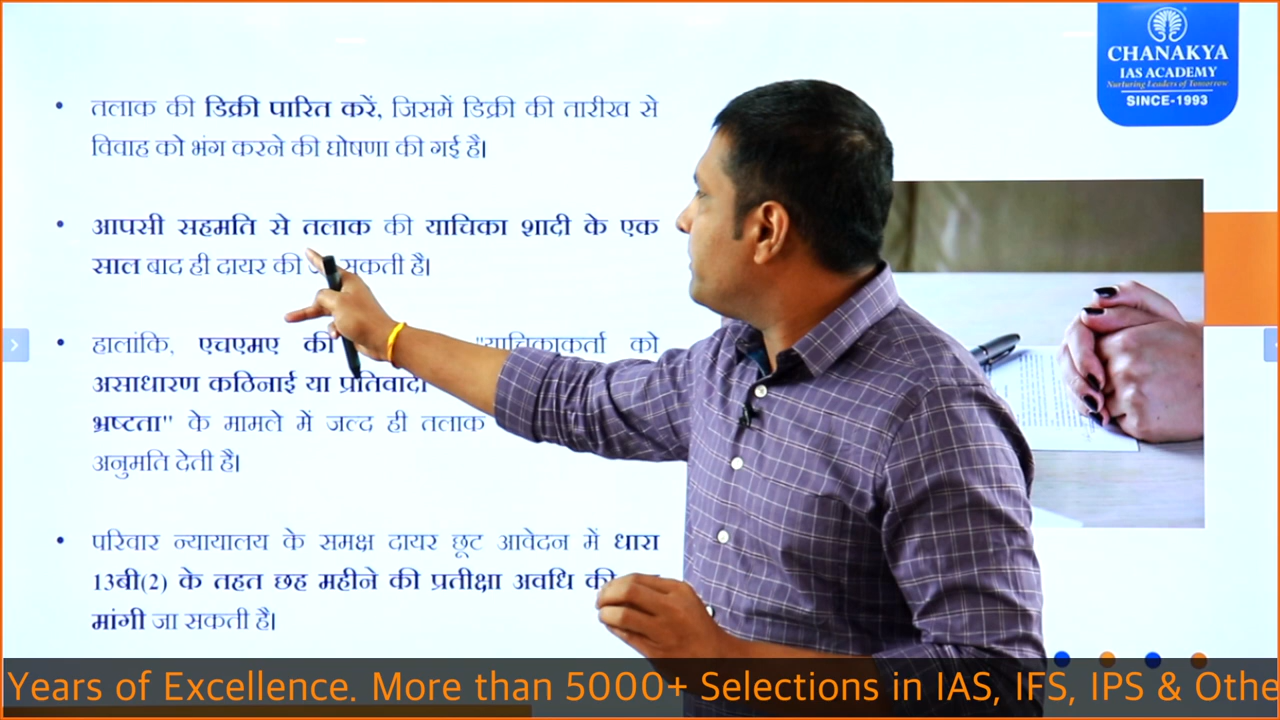 CHANAKYA
IAS ACADEMY
Nurturing Leaders of Tomorrow
SINCE-1993
• तलाक की डिक्री पारित करें, जिसमें डिक्री की तारीख से
विवाह को भंग करने की घोषणा की गई है।
• आपसी सहमति से तलाक की याचिका शादी के एक
साल बाद ही दायर की सकती है।
• हालांकि, एचएमए की "याचिकाकर्ता को
असाधारण कठिनाई या प्रतिवादी
भ्रष्टता" के मामले में जल्द ही तलाक
अनुमति देती है।
• परिवार न्यायालय के समक्ष दायर छूट आवेदन में धारा
13बी(2) के तहत छह महीने की प्रतीक्षा अवधि की
मांगी जा सकती है।
Years of Excellence. More than 5000+ Selections in IAS, IFS, IPS & Othe